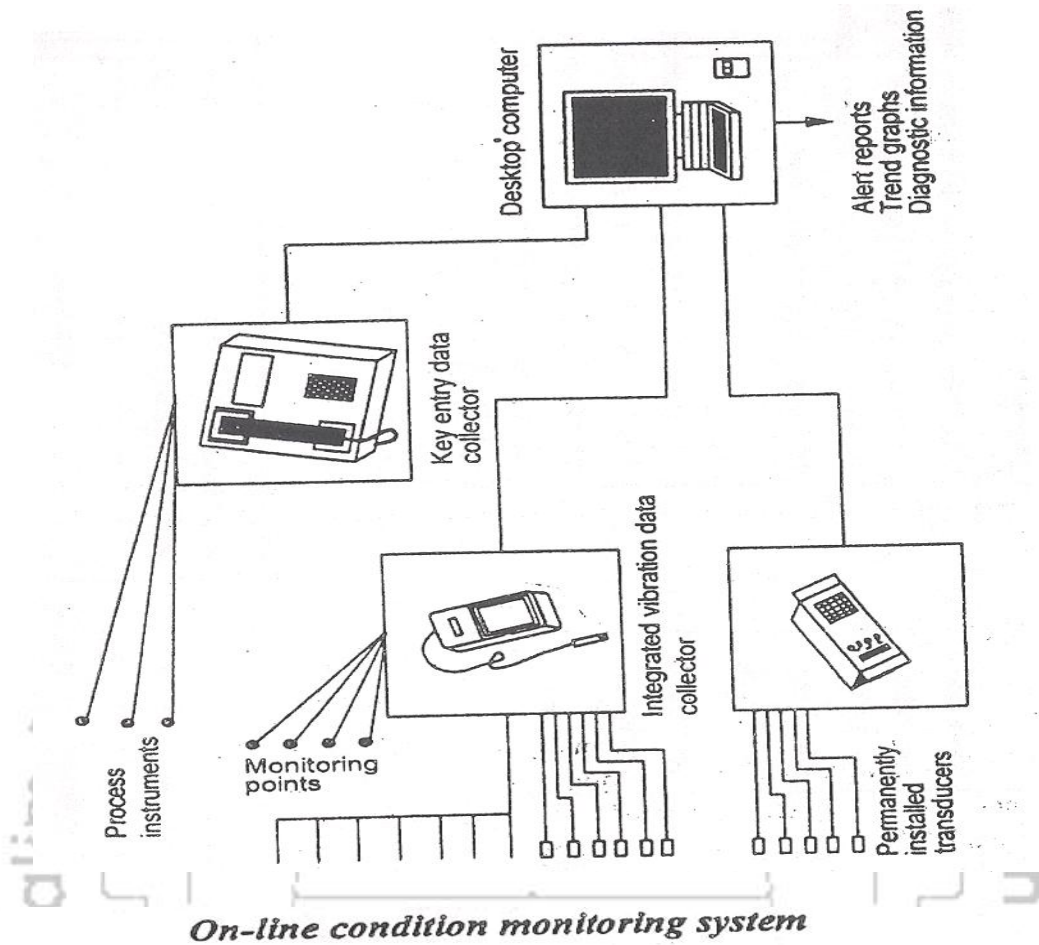 Desktop computer
Alert reports
Trend graphs
Diagnostic information
Key entry data
collector
Process
instruments
Monitoring
points
Integrated vibration data
collector
Permanently
installed
transducers
On-line condition monitoring system